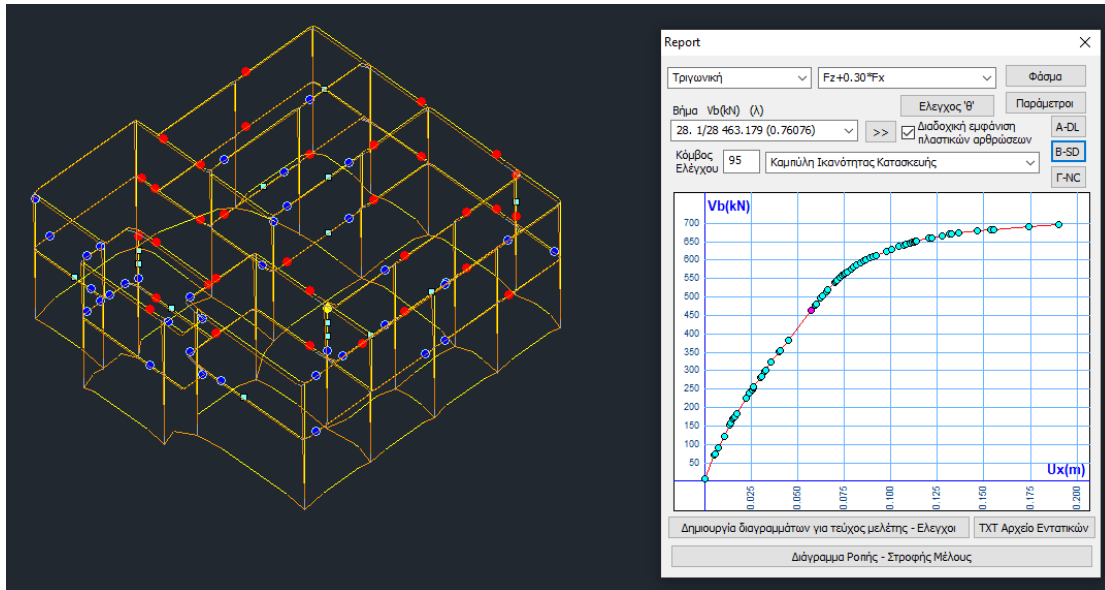 Report
Τριγωνική Fz+0.30*Fx Φάσμα
Βήμα Vb(kN) (λ) Ελεγχος 'θ' Παράμετροι
28. 1/28 463.179 (0.76076) >> Διαδοχική εμφάνιση πλαστικών αρθρώσεων A-DL
Κόμβος Ελέγχου 95 Καμπύλη Ικανότητας Κατασκευής B-SD
Γ-NC
Vb(kN)
700
650
600
550
500
450
400
350
300
250
200
150
100
50
Ux(m)
0.025 0.050 0.075 0.100 0.125 0.150 0.175 0.200
Δημιουργία διαγραμμάτων για τεύχος μελέτης - Ελεγχοι TXT Αρχείο Εντατικών
Διάγραμμα Ροπής - Στροφής Μέλους